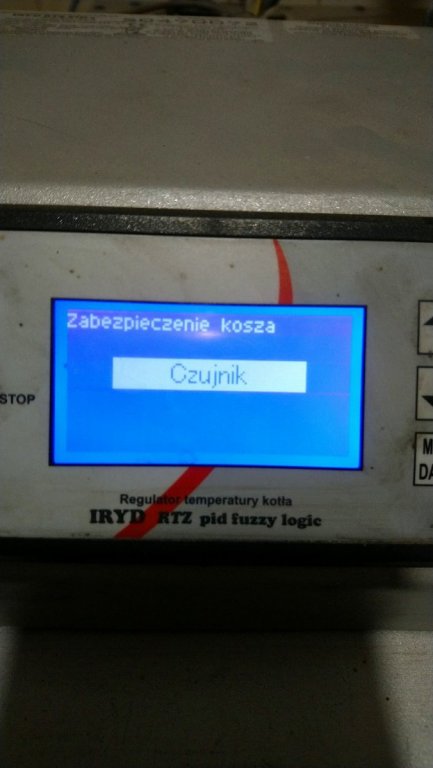 Zabezpieczenie kosza
Czujnik
STOP
Regulator temperatury kotła
IRYD RTZ pid fuzzy logic